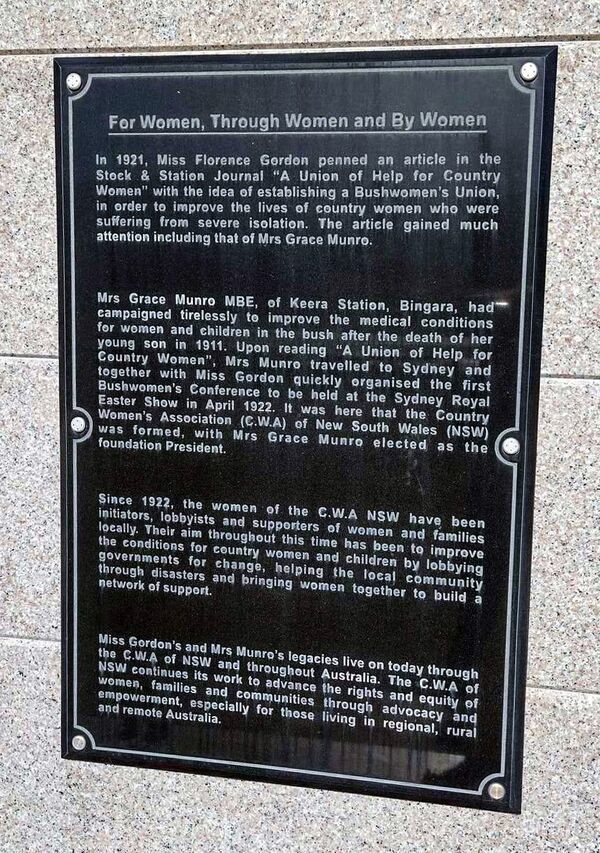 For Women, Through Women and By Women
In 1921, Miss Florence Gordon penned an article in the
Stock & Station Journal “A Union of Help for Country
Women” with the idea of establishing a Bushwomen's Union,
in order to improve the lives of country women who were
suffering from severe isolation. The article gained much
attention including that of Mrs Grace Munro.
Mrs Grace Munro MBE, of Keera Station, Bingara, had
campaigned tirelessly to improve the medical conditions
for women and children in the bush after the death of her
young son in 1911. Upon reading “A Union of Help for
Country Women”, Mrs Munro travelled to Sydney and
together with Miss Gordon quickly organised the first
Bushwomen's Conference to be held at the Sydney Royal
Easter Show in April 1922. It was here that the Country
Women's Association (C.W.A) of New South Wales (NSW)
was formed, with Mrs Grace Munro elected as the
foundation President.
Since 1922, the women of the C.W.A NSW have been
initiators, lobbyists and supporters of women and families
locally. Their aim throughout this time has been to improve
the conditions for country women and children by lobbying
governments for change, helping the local community
through disasters and bringing women together to build a
network of support.
Miss Gordon's and Mrs Munro's legacies live on today through
the C.W.A of NSW and throughout Australia. The C.W.A of
NSW continues its work to advance the rights and equity of
women, families and communities through advocacy and
empowerment, especially for those living in regional, rural
and remote Australia.